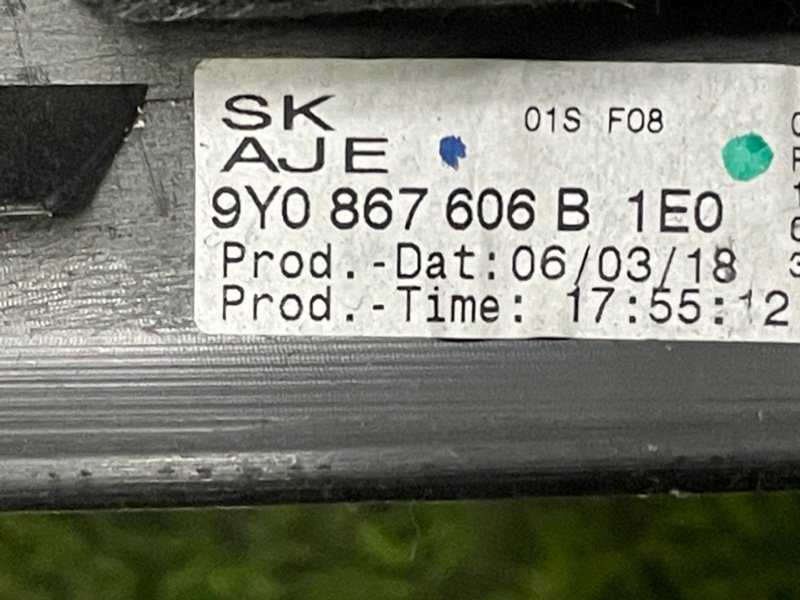 SK
01S F08
AJE
9Y0 867 606 B 1E0
Prod.-Dat:06/03/18
Prod.-Time: 17:55:12